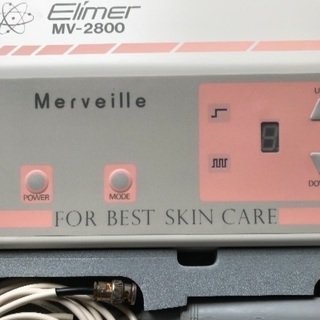 Elimer
MV-2800
Merveille
POWER
MODE
FOR BEST SKIN CARE